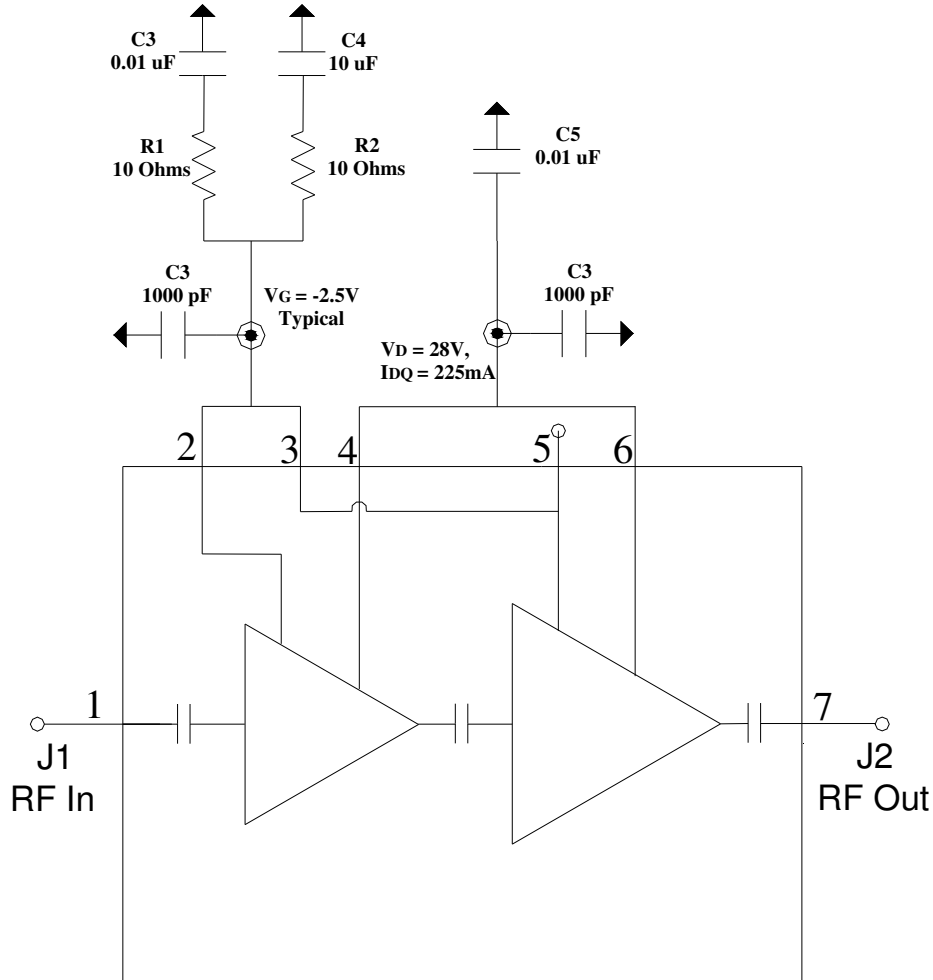 C3
0.01 uF
C4
10 uF
R1
10 Ohms
R2
10 Ohms
C5
0.01 uF
C3
1000 pF
VG = -2.5V
Typical
C3
1000 pF
VD = 28V,
IDQ = 225mA
2
3
4
5
6
1
7
J1
RF In
J2
RF Out